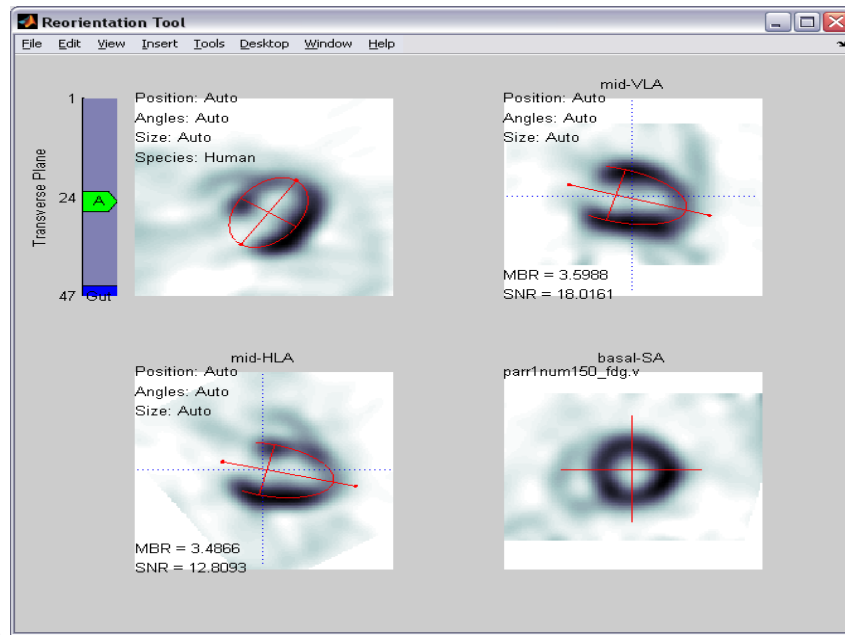 Reorientation Tool
File Edit View Insert Tools Desktop Window Help
1
24
47
Transverse Plane
A
Gut
Position: Auto
Angles: Auto
Size: Auto
Species: Human
mid-VLA
Position: Auto
Angles: Auto
Size: Auto
MBR = 3.5988
SNR = 18.0161
mid-HLA
Position: Auto
Angles: Auto
Size: Auto
MBR = 3.4866
SNR = 12.8093
basal-SA
parr1num150_fdg.v